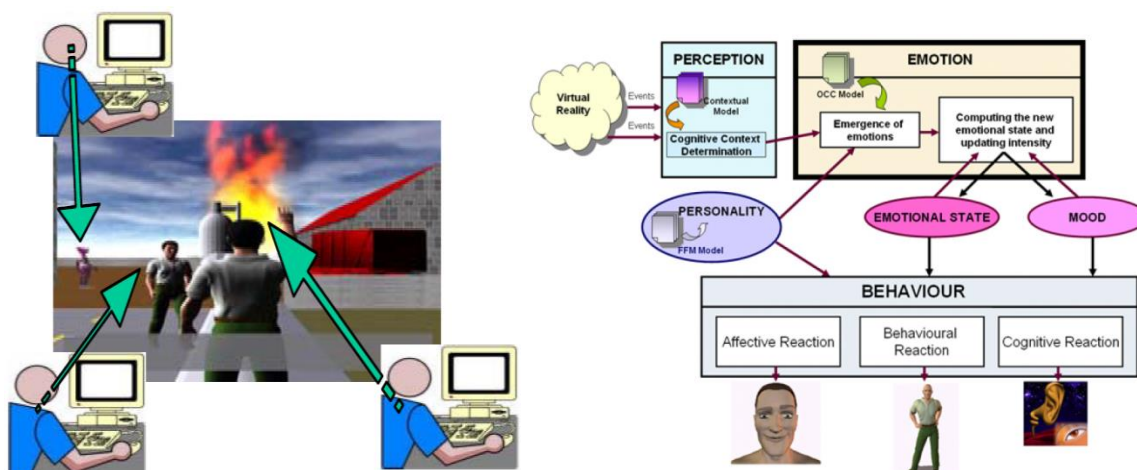 PERCEPTION
EMOTION
Virtual
Reality
Events
Events
Contextual
Model
Cognitive Context
Determination
OCC Model
Emergence of
emotions
Computing the new
emotional state and
updating intensity
PERSONALITY
FFM Model
EMOTIONAL STATE
MOOD
BEHAVIOUR
Affective Reaction
Behavioural
Reaction
Cognitive Reaction